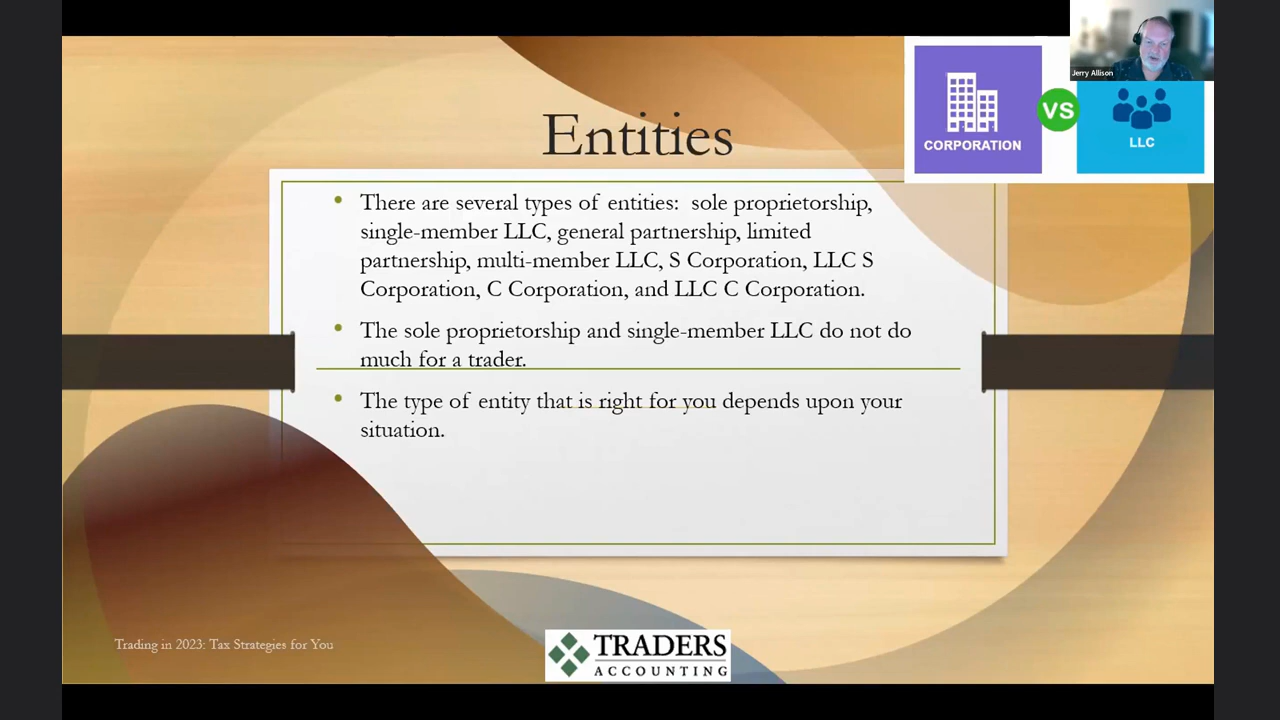 Jerry Allison
CORPORATION
VS
LLC
Entities
• There are several types of entities: sole proprietorship,
single-member LLC, general partnership, limited
partnership, multi-member LLC, S Corporation, LLC S
Corporation, C Corporation, and LLC C Corporation.
• The sole proprietorship and single-member LLC do not do
much for a trader.
• The type of entity that is right for you depends upon your
situation.
Trading in 2023: Tax Strategies for You
TRADERS
ACCOUNTING